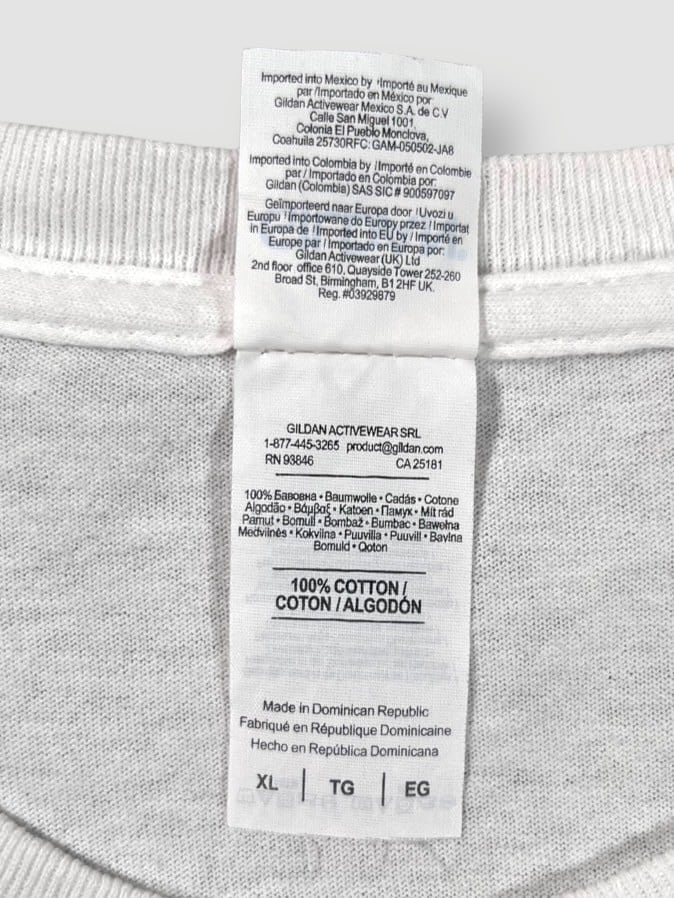 Imported into Mexico by / Importé au Mexique
par / Importado en México por
Gildan Activewear Mexico S.A. de C.V
Calle San Miguel 1001,
Colonia El Pueblo Monclova,
Coahuila 25730RFC: GAM-050502-JA8
Imported into Colombia by / Importé en Colombie
par / Importado en Colombia por:
Gildan (Colombia) SAS SIC# 900597097
Geïmporteerd naar Europa door / Uvozi u
Europu / Importowane do Europy przez / Importat
in Europa de / Imported into EU by / Importé en
Europe par / Importado en Europa por:
Gildan Activewear (UK) Ltd
2nd floor office 610, Quayside Tower 252-260
Broad St, Birmingham, B1 2HF UK.
Reg. #03929879
GILDAN ACTIVEWEAR SRL
1-877-445-3265 product@gildan.com
RN 93846 CA 25181
100% Бавовна • Baumwolle • Cadás • Cotone
Algodão • Βάμβαξ • Katoen • Памук • Mit rád
Pamut • Bomull • Bombaž • Bumbac • Bawełna
Medvilnės • Kokvilna • Puuvilla • Puuvill • Bavlna
Bomuld • Qoton
100% COTTON /
COTON / ALGODÓN
Made in Dominican Republic
Fabriqué en République Dominicaine
Hecho en República Dominicana
XL | TG | EG